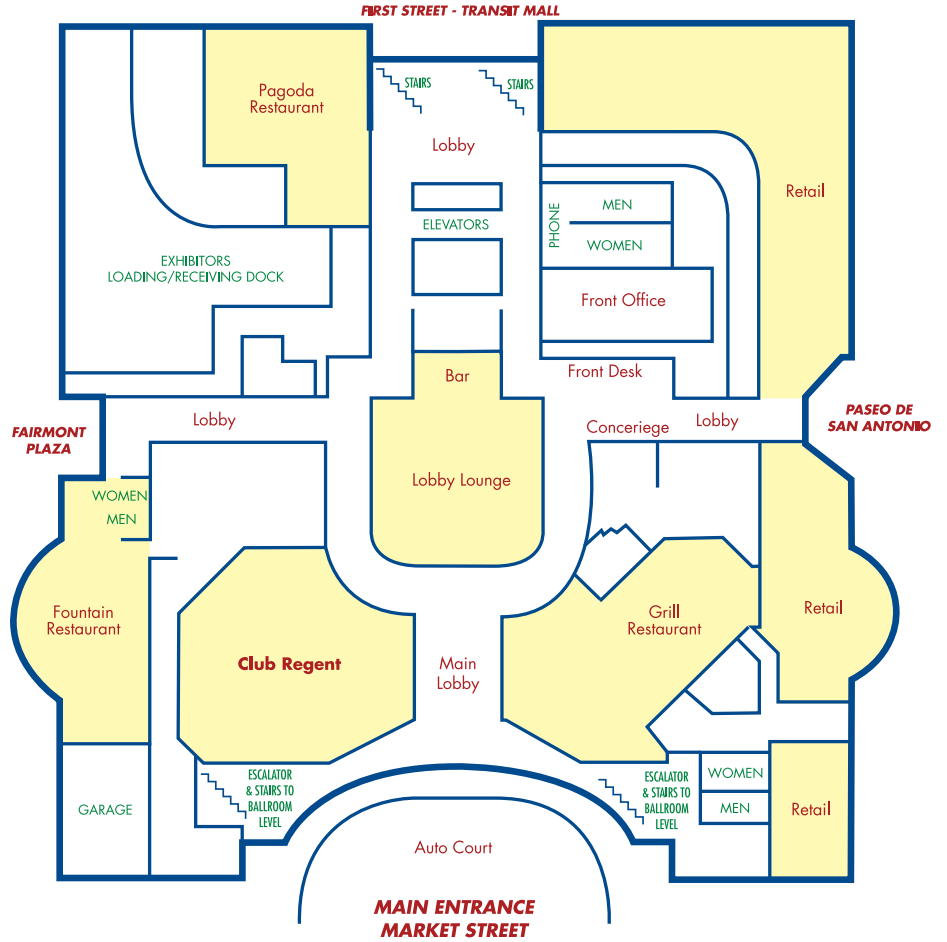 FIRST STREET - TRANSIT MALL
STAIRS
STAIRS
Pagoda
Restaurant
Lobby
Retail
PHONE
MEN
WOMEN
ELEVATORS
EXHIBITORS
LOADING/RECEIVING DOCK
Front Office
Bar
Front Desk
Lobby
Conceriege
Lobby
FAIRMONT
PLAZA
PASEO DE
SAN ANTONIO
Lobby Lounge
WOMEN
MEN
Fountain
Restaurant
Club Regent
Main
Lobby
Grill
Restaurant
Retail
GARAGE
ESCALATOR
& STAIRS TO
BALLROOM
LEVEL
ESCALATOR
& STAIRS TO
BALLROOM
LEVEL
WOMEN
MEN
Retail
Auto Court
MAIN ENTRANCE
MARKET STREET